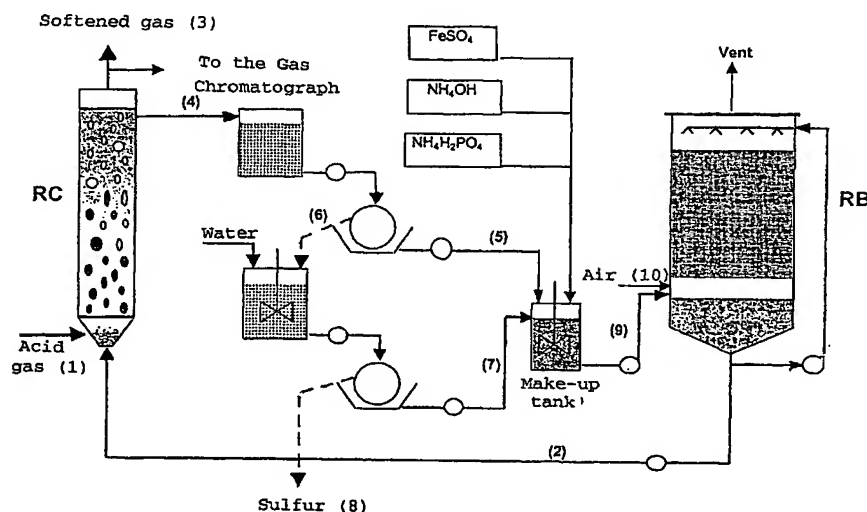 Softened gas (3)
To the Gas
Chromatograph
(4)
RC
Acid
gas (1)
Water
(6)
(5)
(7)
Sulfur (8)
(2)
FeSO4
NH4OH
NH4H2PO4
Make-up
tank
(9)
Air (10)
Vent
RB